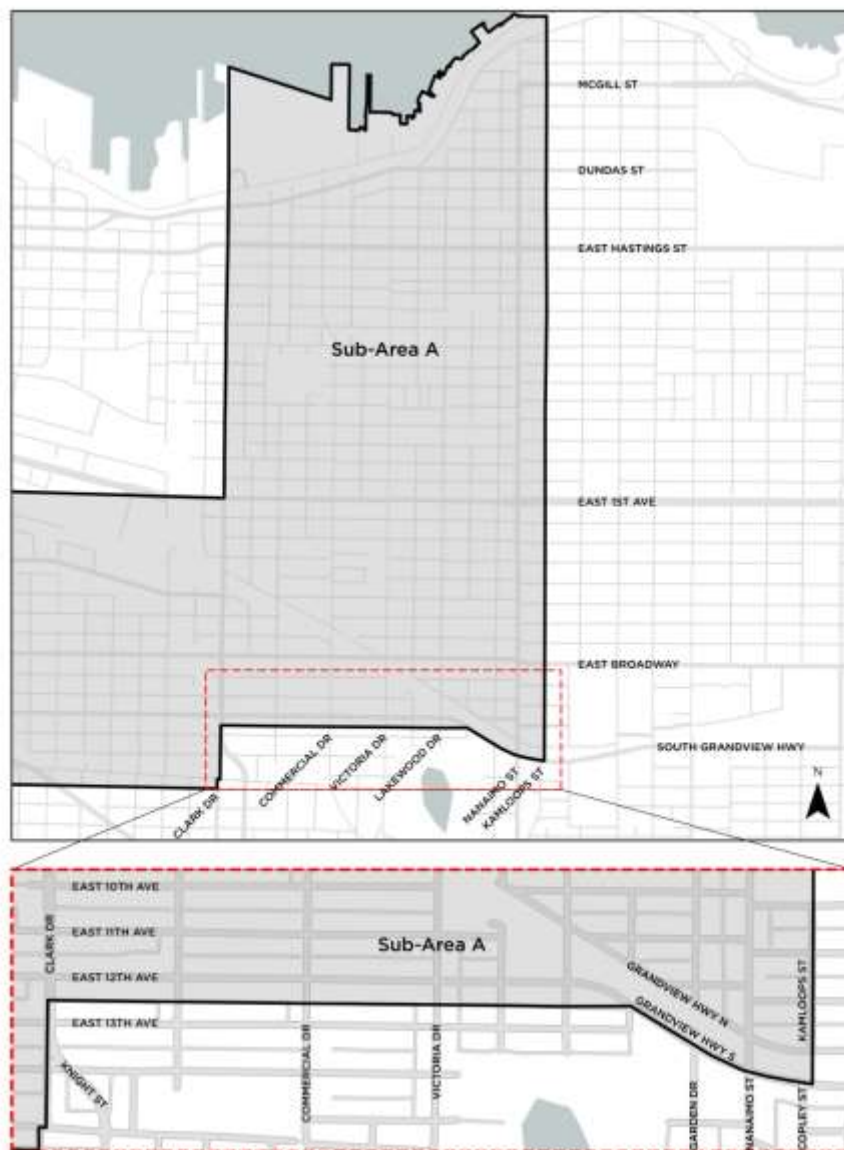 MCGILL ST
DUNDAS ST
EAST HASTINGS ST
Sub-Area A
EAST 1ST AVE
EAST BROADWAY
SOUTH GRANDVIEW HWY
COMMERCIAL DR
VICTORIA DR
LAKEWOOD DR
NANAIMO ST
KAMLOOPS ST
CLARK DR
N
EAST 10TH AVE
CLARK DR
EAST 11TH AVE
Sub-Area A
EAST 12TH AVE
GRANDVIEW HWY N
GRANDVIEW HWY S
KAMLOOPS ST
EAST 13TH AVE
KNIGHT ST
COMMERCIAL DR
VICTORIA DR
GARDEN DR
NANAIMO ST
COPLEY ST